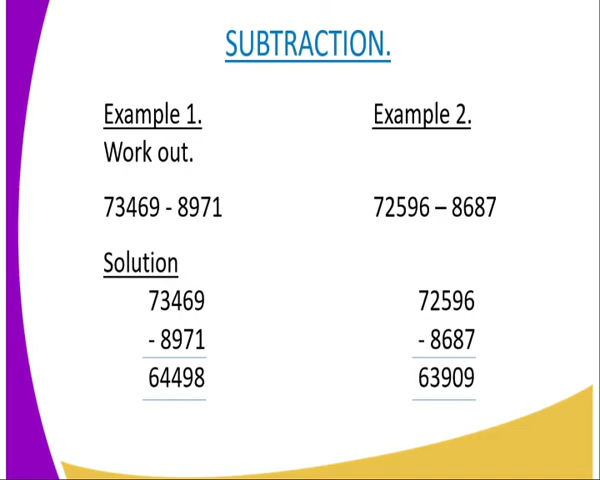 SUBTRACTION.
Example 1.
Work out.
73469 - 8971
Solution
73469
- 8971
64498
Example 2.
72596 – 8687
72596
- 8687
63909